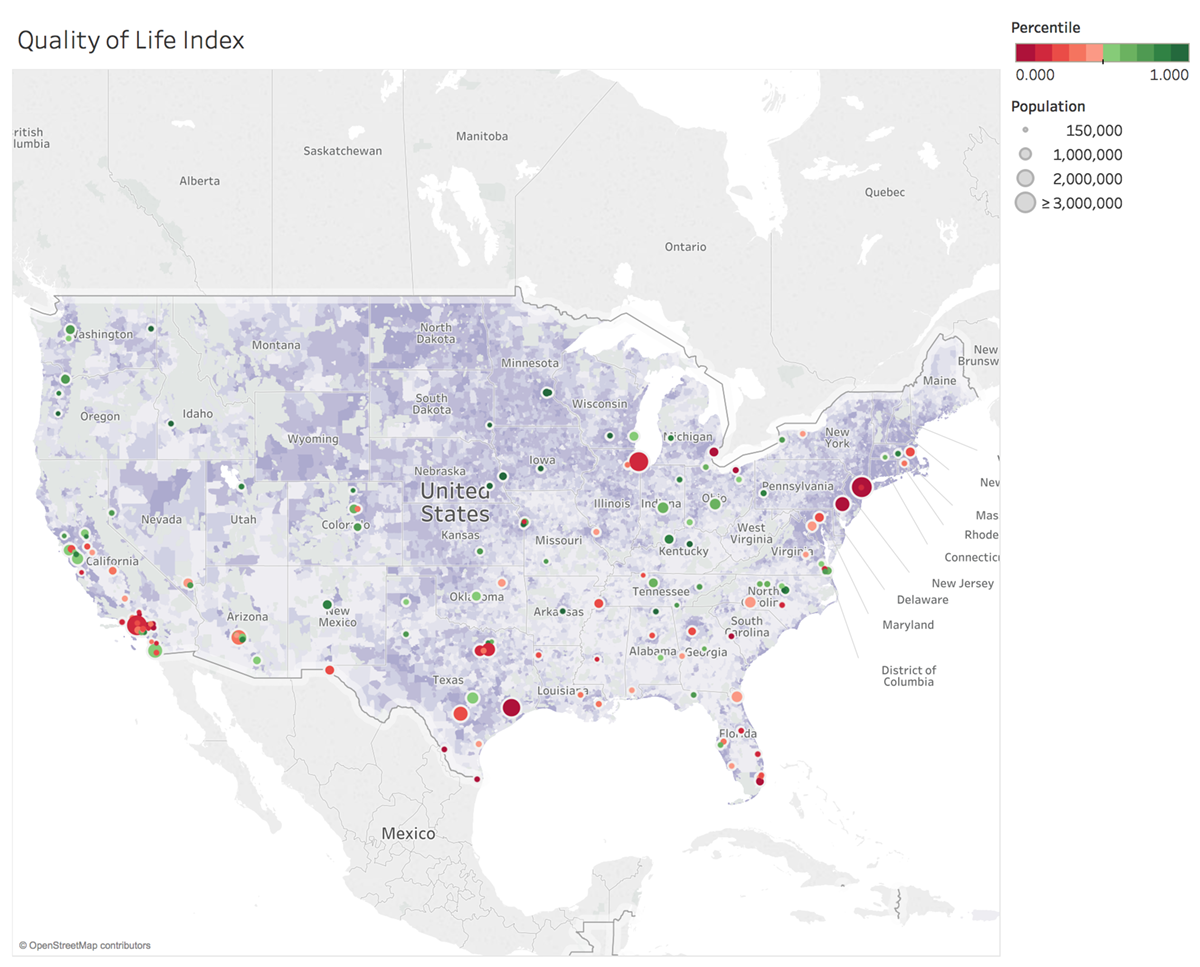 Quality of Life Index
Percentile
0.000 1.000
Population
150,000
1,000,000
2,000,000
≥ 3,000,000
ritish
lumbia
Alberta
Saskatchewan
Manitoba
Ontario
Quebec
Washington
Montana
North
Dakota
Minnesota
New
Brunsw
Maine
Oregon
Idaho
South
Dakota
Wisconsin
Michigan
New
York
Wyoming
Iowa
Nebraska
United
States
Illinois
Indiana
Ohio
Pennsylvania
Nevada
Utah
Colorado
Kansas
Missouri
West
Virginia
Virginia
Kentucky
California
New
Mas
Rhode
Connecticu
New Jersey
Delaware
Maryland
District of
Columbia
Arizona
New
Mexico
Oklahoma
Arkansas
Tennessee
North
Carolina
South
Carolina
Alabama
Georgia
Texas
Louisiana
Florida
Mexico
© OpenStreetMap contributors